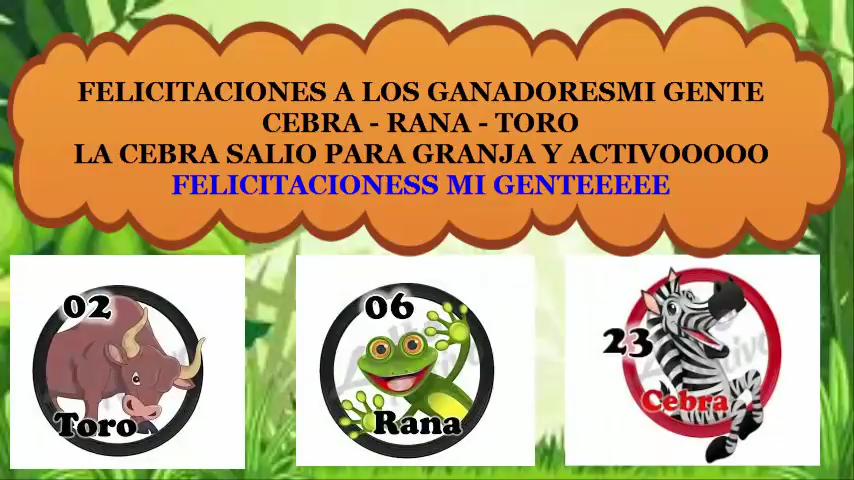 FELICITACIONES A LOS GANADORESMI GENTE
CEBRA - RANA - TORO
LA CEBRA SALIO PARA GRANJA Y ACTIVOOOOO
FELICITACIONESS MI GENTEEEEE
02
Toro
06
Rana
23
Cebra